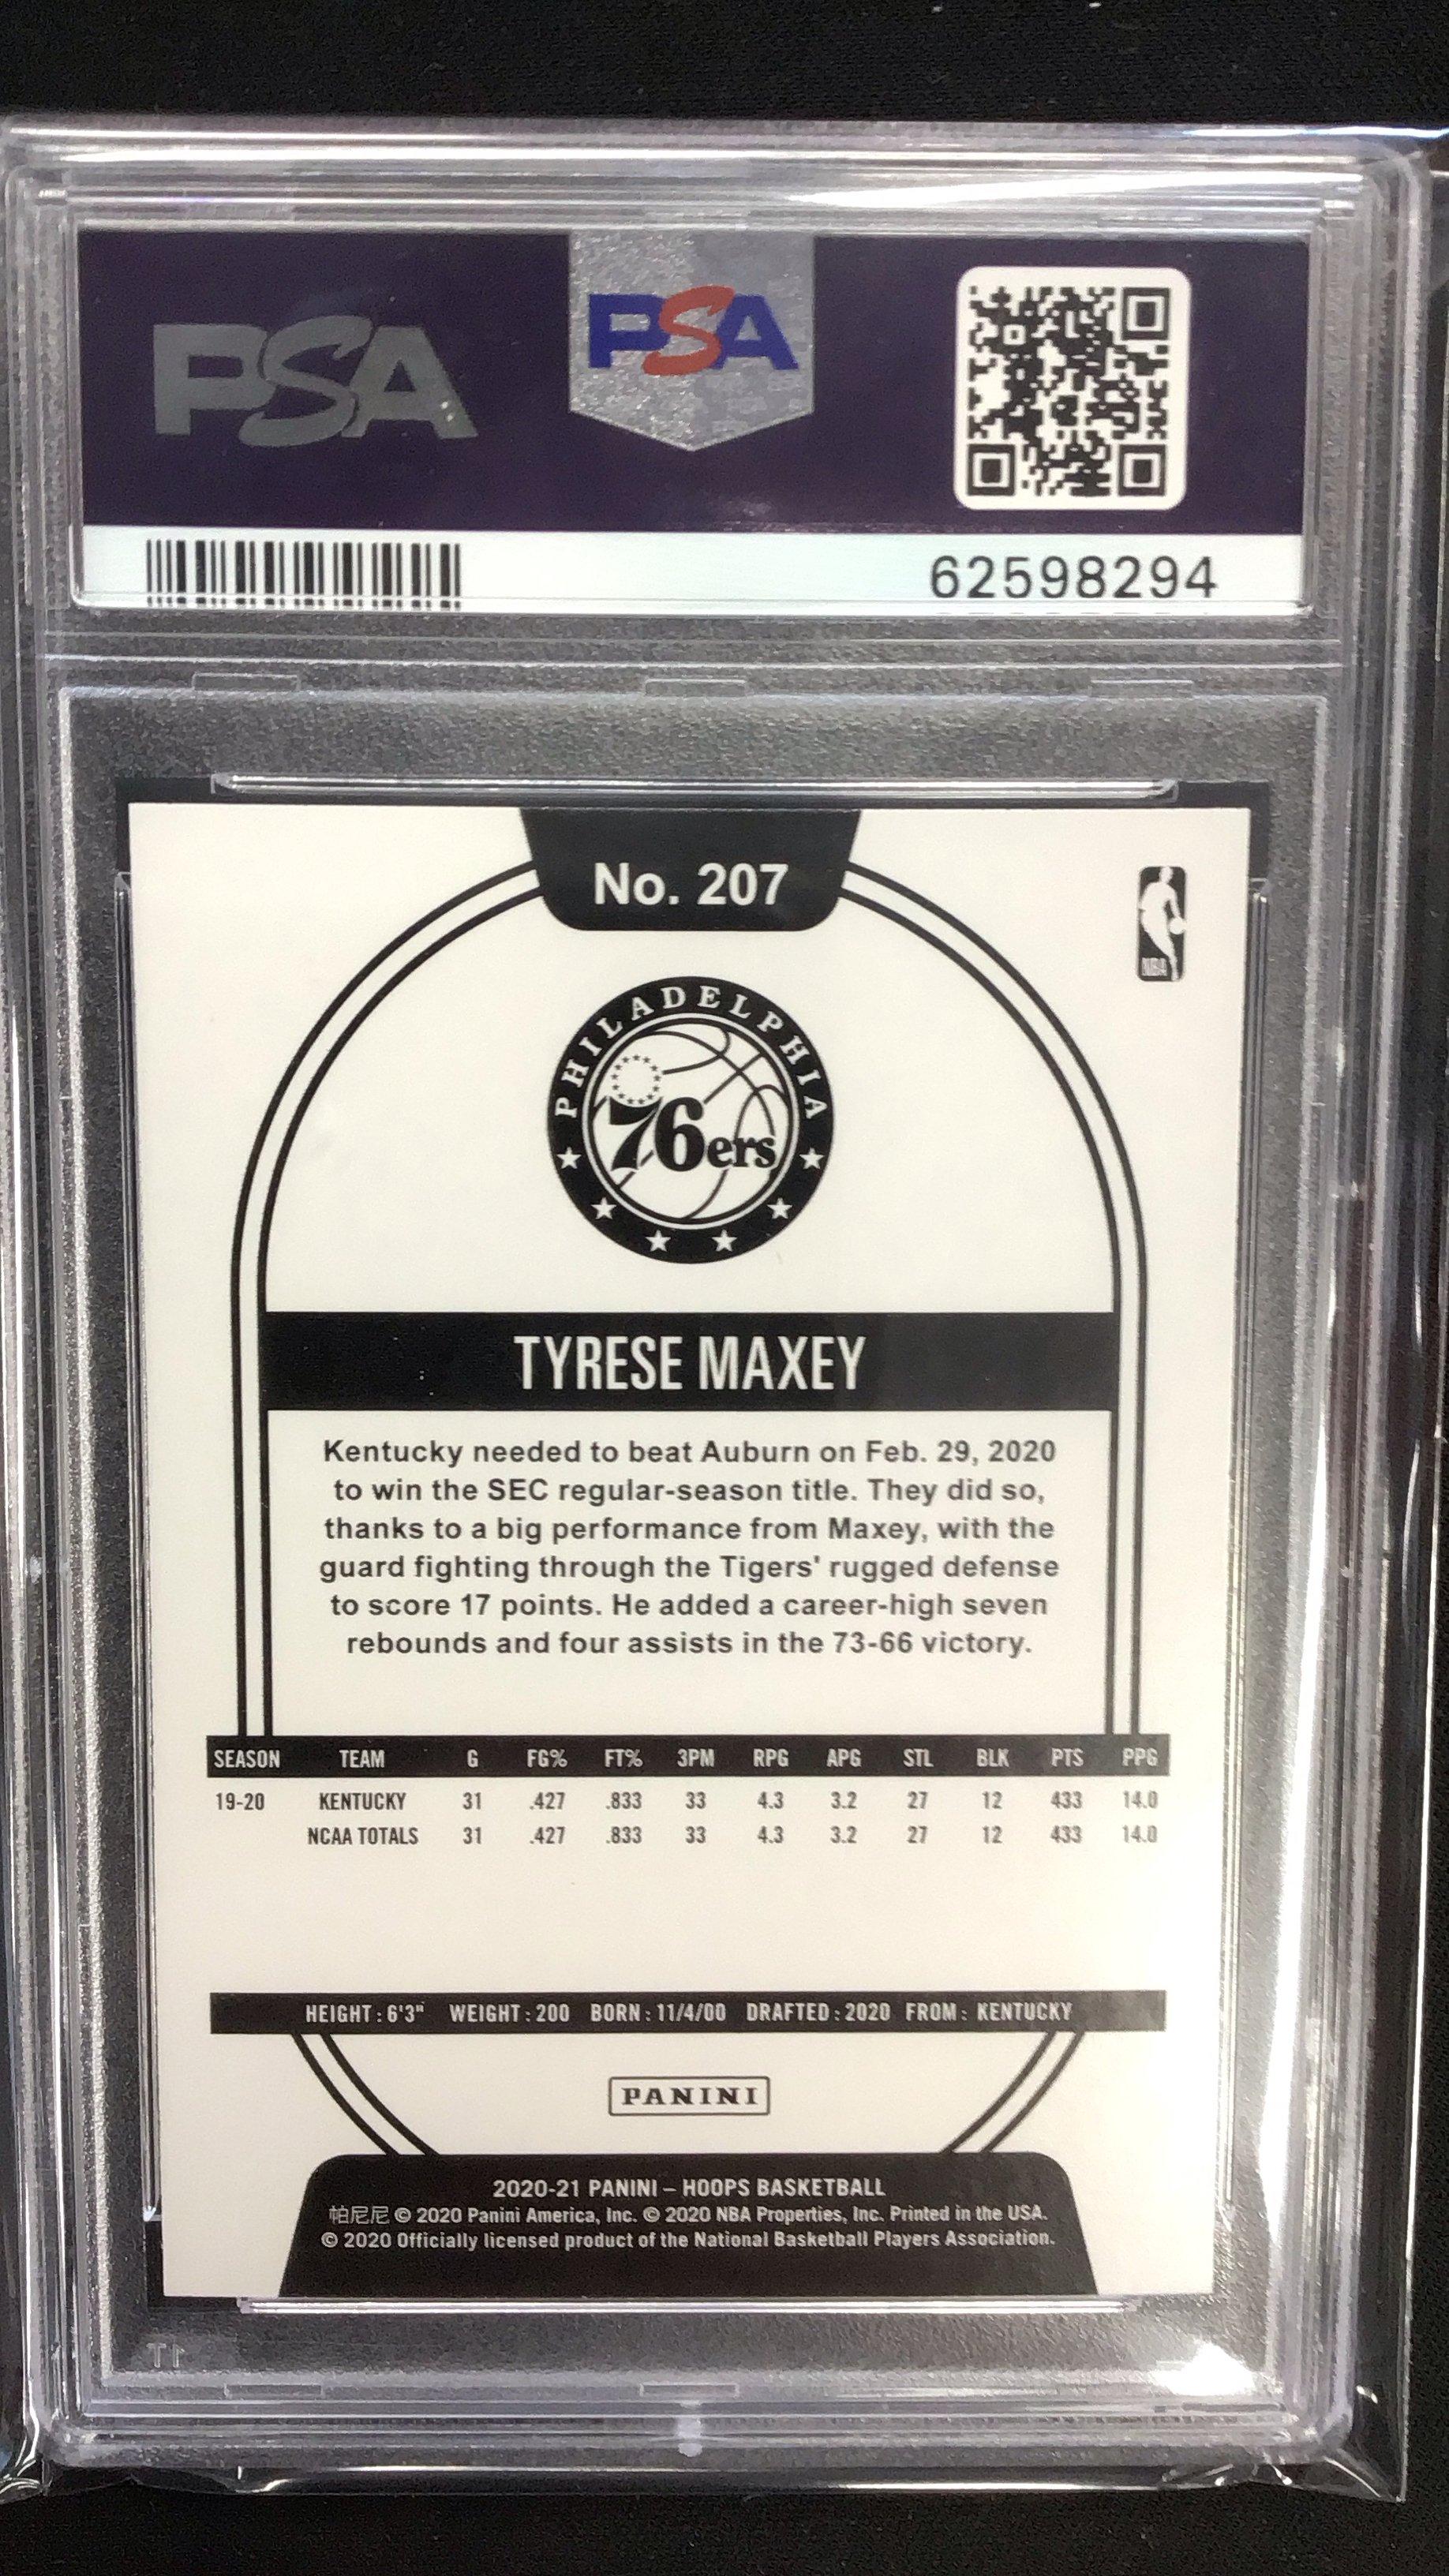 PSA PSA
62598294
No. 207
NBA
PHILADELPHIA
76ers
TYRESE MAXEY
Kentucky needed to beat Auburn on Feb. 29, 2020
to win the SEC regular-season title. They did so,
thanks to a big performance from Maxey, with the
guard fighting through the Tigers' rugged defense
to score 17 points. He added a career-high seven
rebounds and four assists in the 73-66 victory.
SEASON TEAM G FG% FT% 3PM RPG APG STL BLK PTS PPG
19-20 KENTUCKY 31 .427 .833 33 4.3 3.2 27 12 433 14.0
NCAA TOTALS 31 .427 .833 33 4.3 3.2 27 12 433 14.0
HEIGHT: 6'3" WEIGHT: 200 BORN: 11/4/00 DRAFTED: 2020 FROM: KENTUCKY
PANINI
2020-21 PANINI – HOOPS BASKETBALL
帕尼尼 © 2020 Panini America, Inc. © 2020 NBA Properties, Inc. Printed in the USA.
© 2020 Officially licensed product of the National Basketball Players Association.